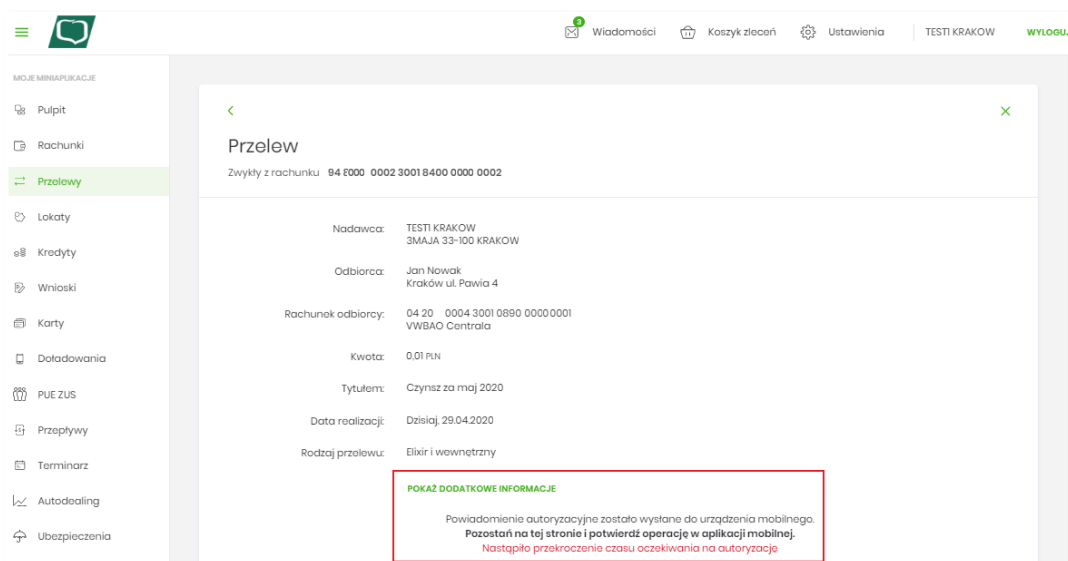 3
Wiadomości
Koszyk zleceń
Ustawienia
TEST1 KRAKOW
WYLOGUJ
MOJE MINIAPLIKACJE
Pulpit
Rachunki
Przelewy
Lokaty
Kredyty
Wnioski
Karty
Doładowania
PUE ZUS
Przepływy
Terminarz
Autodealing
Ubezpieczenia
Przelew
Zwykły z rachunku 94 8000 0002 3001 8400 0000 0002
Nadawca: TEST1 KRAKOW
3MAJA 33-100 KRAKOW
Odbiorca: Jan Nowak
Kraków ul. Pawia 4
Rachunek odbiorcy: 04 20 0004 3001 0890 0000 0001
VWBAO Centrala
Kwota: 0,01 PLN
Tytułem: Czynsz za maj 2020
Data realizacji: Dzisiaj, 29.04.2020
Rodzaj przelewu: Elixir i wewnętrzny
POKAŻ DODATKOWE INFORMACJE
Powiadomienie autoryzacyjne zostało wysłane do urządzenia mobilnego.
Pozostań na tej stronie i potwierdź operację w aplikacji mobilnej.
Nastąpiło przekroczenie czasu oczekiwania na autoryzację